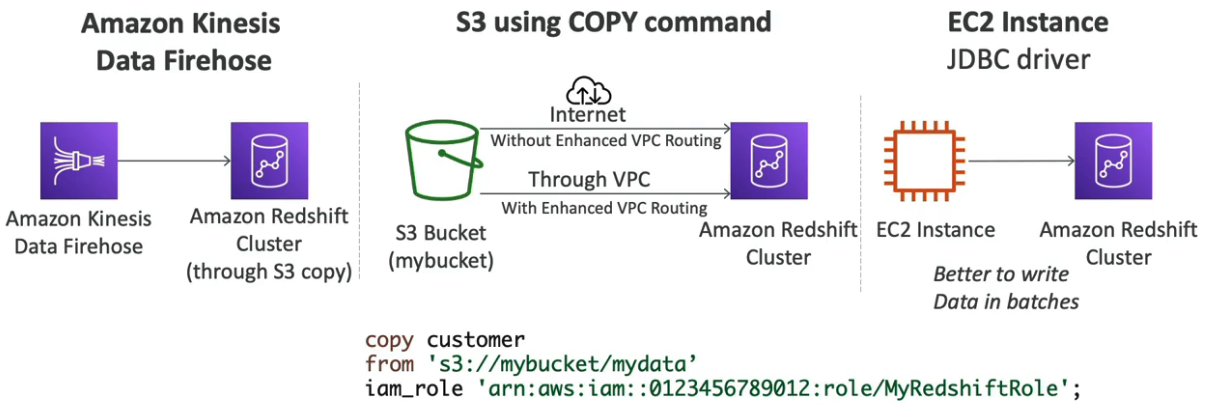 Amazon Kinesis
Data Firehose
Amazon Kinesis
Data Firehose
Amazon Redshift
Cluster
(through S3 copy)
S3 using COPY command
Internet
Without Enhanced VPC Routing
Through VPC
With Enhanced VPC Routing
S3 Bucket
(mybucket)
Amazon Redshift
Cluster
EC2 Instance
JDBC driver
EC2 Instance
Amazon Redshift
Cluster
Better to write
Data in batches
copy customer
from 's3://mybucket/mydata’
iam_role 'arn:aws:iam::0123456789012:role/MyRedshiftRole';